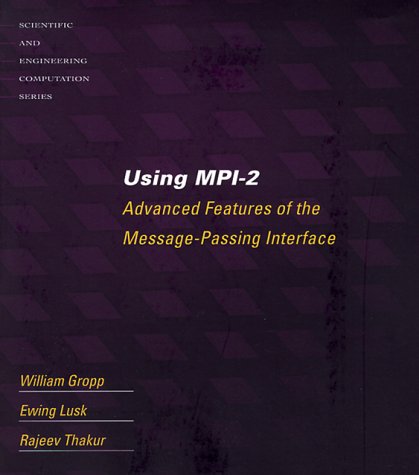 SCIENTIFIC
AND
ENGINEERING
COMPUTATION
SERIES
Using MPI-2
Advanced Features of the
Message-Passing Interface
William Gropp
Ewing Lusk
Rajeev Thakur